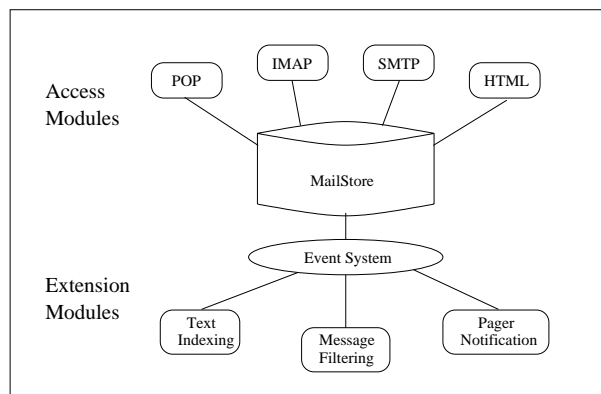 Access
Modules
POP
IMAP
SMTP
HTML
MailStore
Event System
Extension
Modules
Text
Indexing
Message
Filtering
Pager
Notification